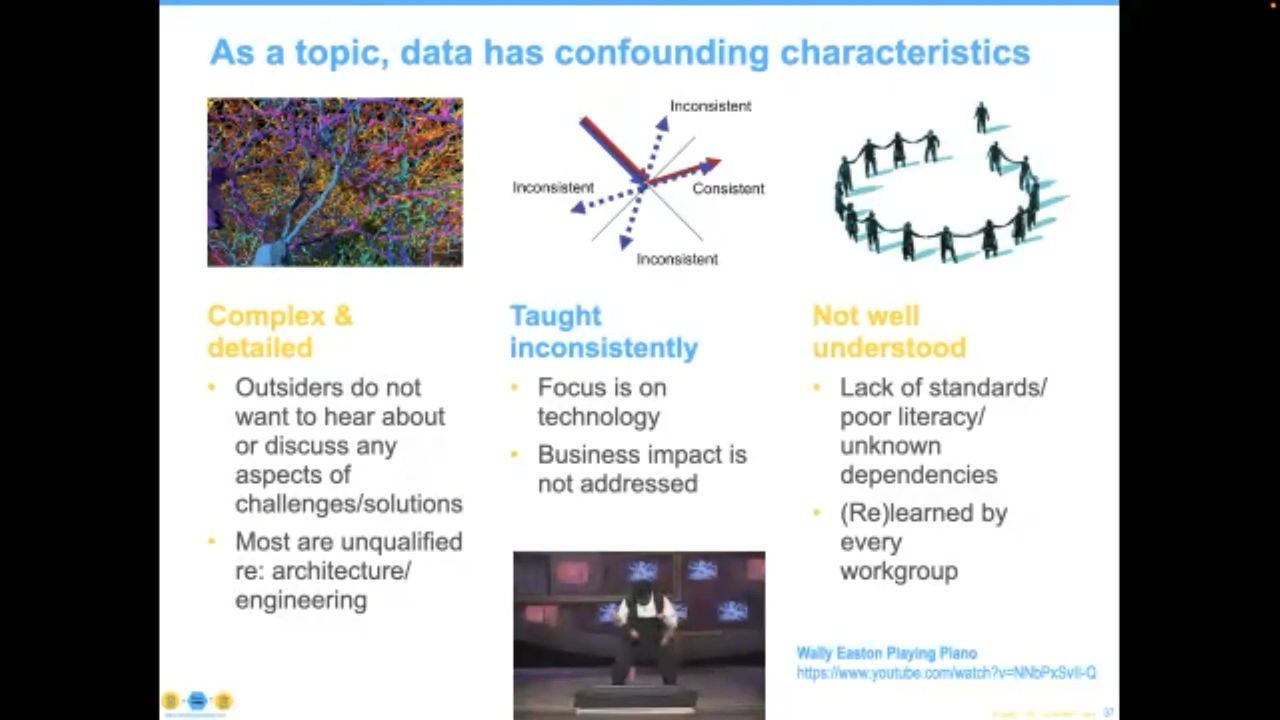 As a topic, data has confounding characteristics
Inconsistent
Inconsistent
Consistent
Inconsistent
Complex &
detailed
• Outsiders do not
want to hear about
or discuss any
aspects of
challenges/solutions
• Most are unqualified
re: architecture/
engineering
Taught
inconsistently
• Focus is on
technology
• Business impact is
not addressed
Not well
understood
• Lack of standards/
poor literacy/
unknown
dependencies
• (Re)learned by
every
workgroup
Wally Easton Playing Piano
https://www.youtube.com/watch?v=NNbPxSvII-Q
37